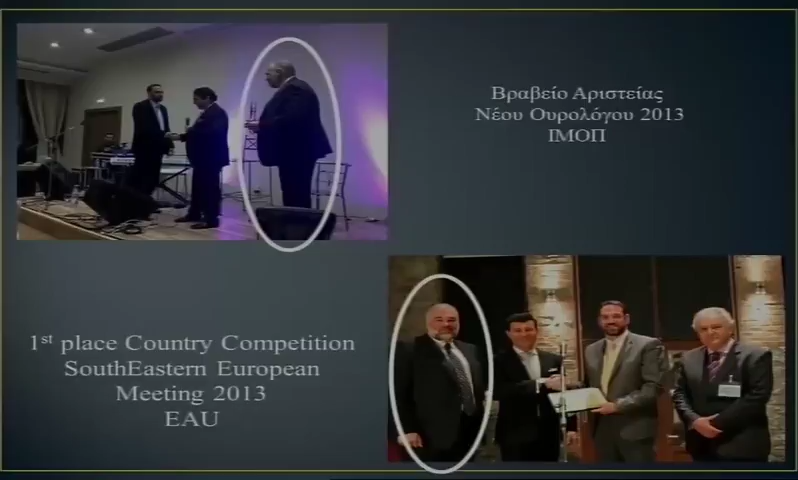 Βραβείο Αριστείας
Νέου Ουρολόγου 2013
ΙΜΟΠ
1st place Country Competition
SouthEastern European
Meeting 2013
EAU